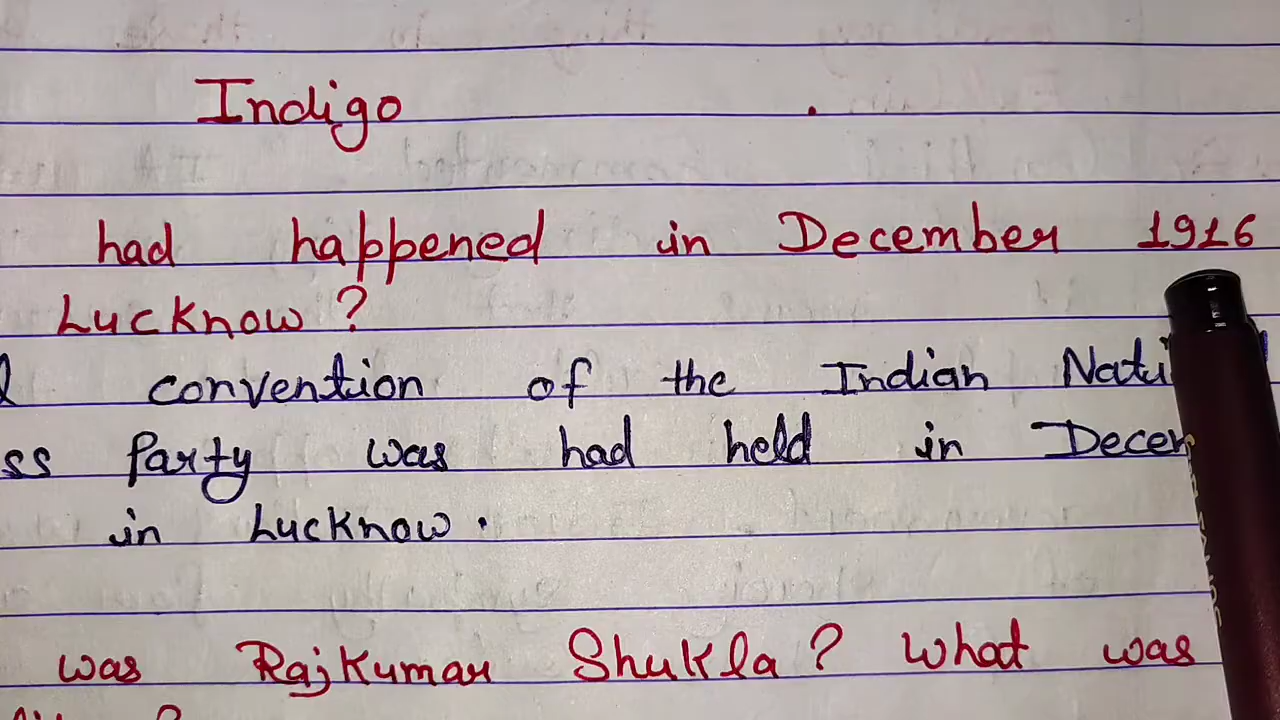 Indigo
had happened in December 1916
Lucknow?
convention of the Indian Nati
ss Party was had held in Decem
in Lucknow.
was Rajkumar Shukla? What was